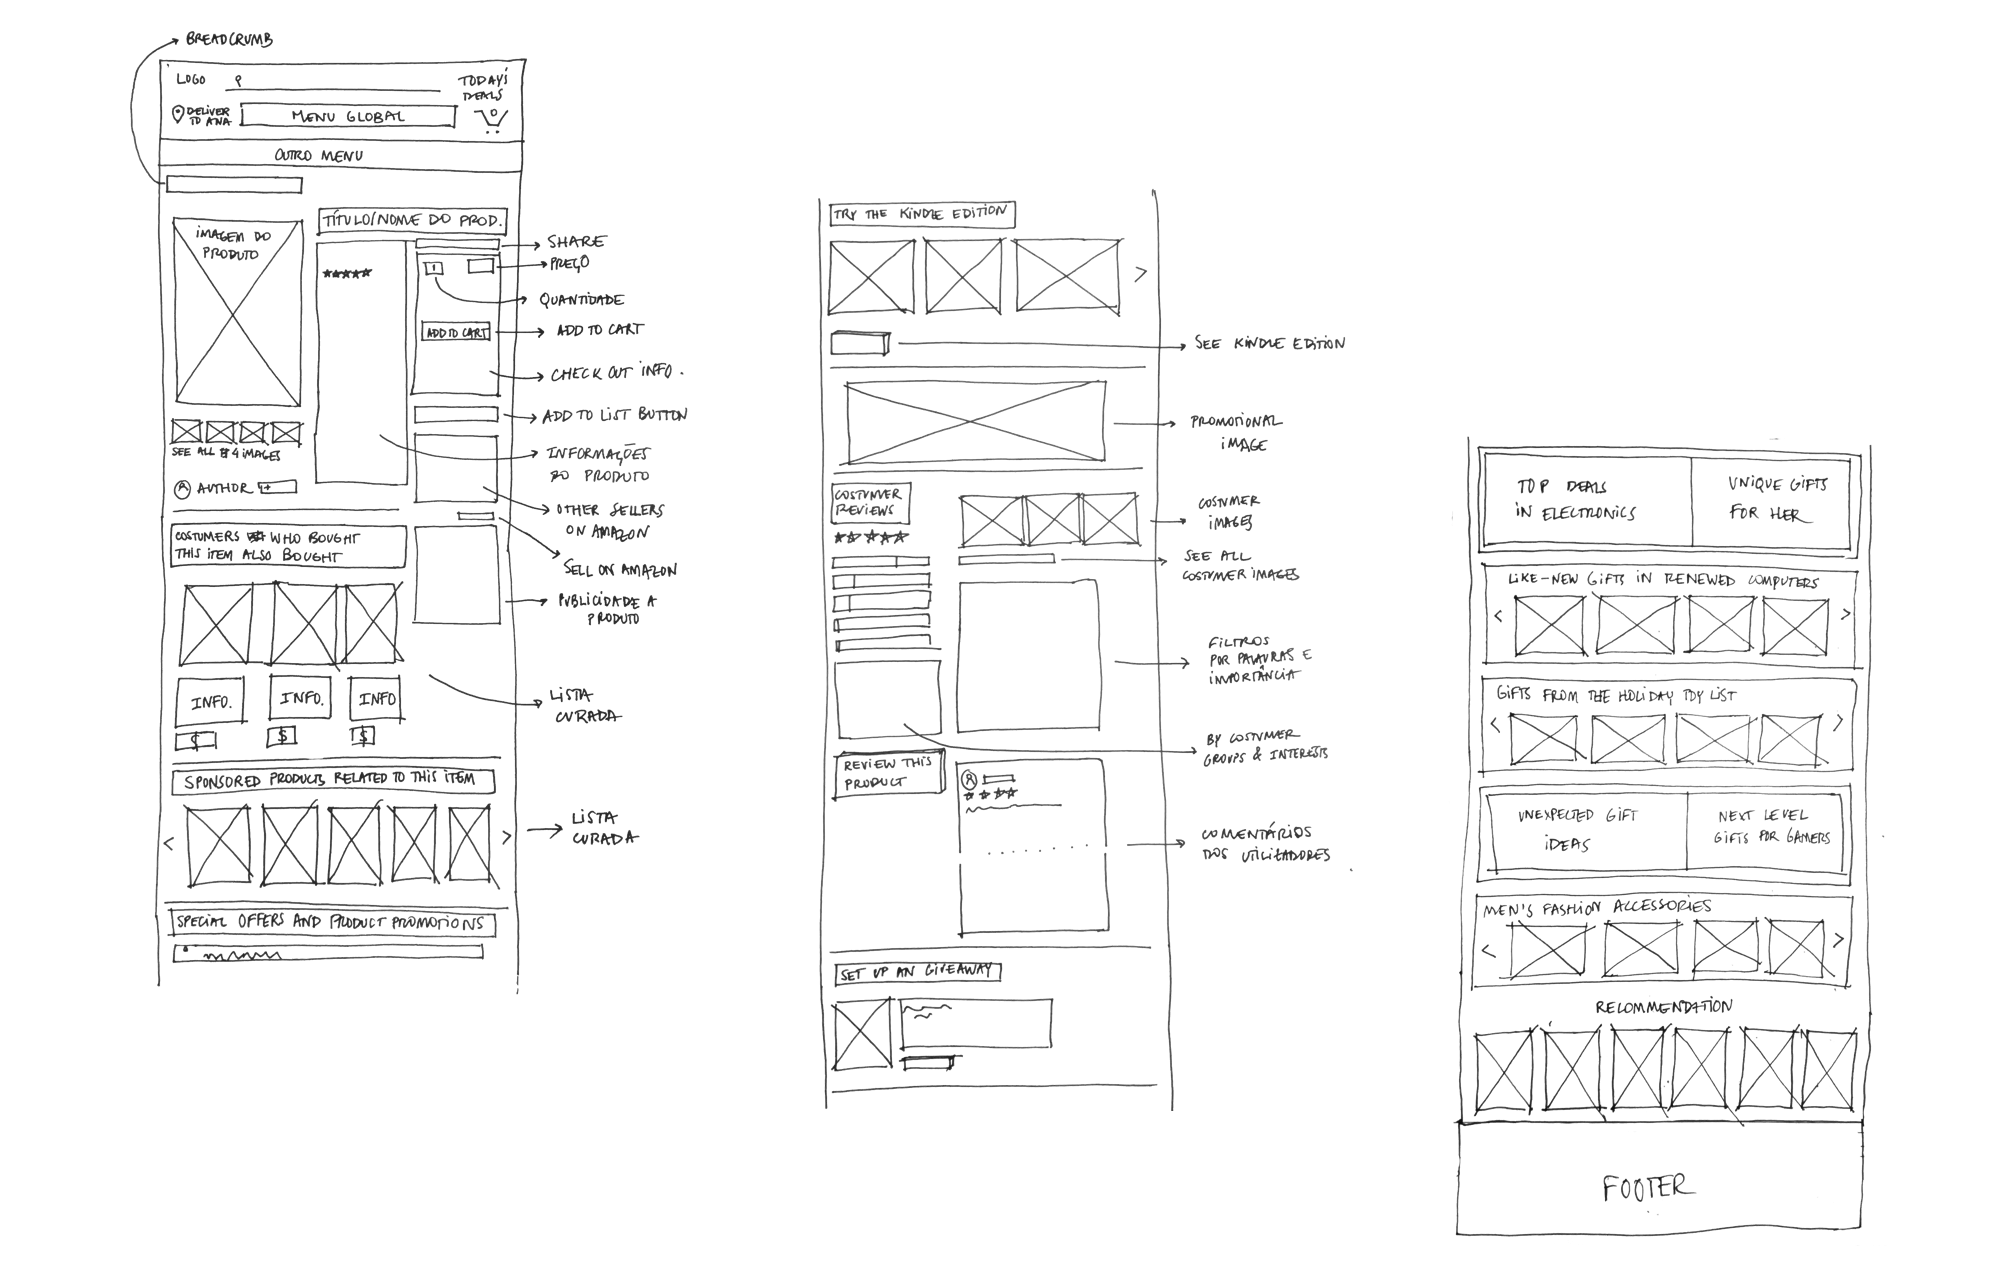 BREADCRUMB
LOGO
TODAY'S
DEALS
DELIVER
TO ANA
MENU GLOBAL
OUTRO MENU
TÍTULO/NOME DO PROD.
IMAGEM DO
PRODUTO
SHARE
PREÇO
1
QUANTIDADE
ADD TO CART
ADD TO CART
CHECK OUT INFO.
ADD TO LIST BUTTON
SEE ALL 4 IMAGES
INFORMAÇÕES
DO PRODUTO
AUTHOR
OTHER SELLERS
ON AMAZON
COSTUMERS WHO BOUGHT
THIS ITEM ALSO BOUGHT
SELL ON AMAZON
PUBLICIDADE A
PRODUTO
INFO.
INFO.
INFO
$
$
$
LISTA
CURADA
SPONSORED PRODUCTS RELATED TO THIS ITEM
LISTA
CURADA
SPECIAL OFFERS AND PRODUCT PROMOTIONS
TRY THE KINDLE EDITION
SEE KINDLE EDITION
PROMOTIONAL
IMAGE
COSTUMER
REVIEWS
COSTUMER
IMAGES
SEE ALL
COSTUMER IMAGES
FILTROS
POR PALAVRAS E
IMPORTÂNCIA
BY COSTUMER
GROUPS & INTERESTS
REVIEW THIS
PRODUCT
COMENTÁRIOS
DOS UTILIZADORES
SET UP AN GIVEAWAY
TOP DEALS
IN ELECTRONICS
UNIQUE GIFTS
FOR HER
LIKE-NEW GIFTS IN RENEWED COMPUTERS
GIFTS FROM THE HOLIDAY TOY LIST
UNEXPECTED GIFT
IDEAS
NEXT LEVEL
GIFTS FOR GAMERS
MEN'S FASHION ACCESSORIES
RECOMMENDATION
FOOTER